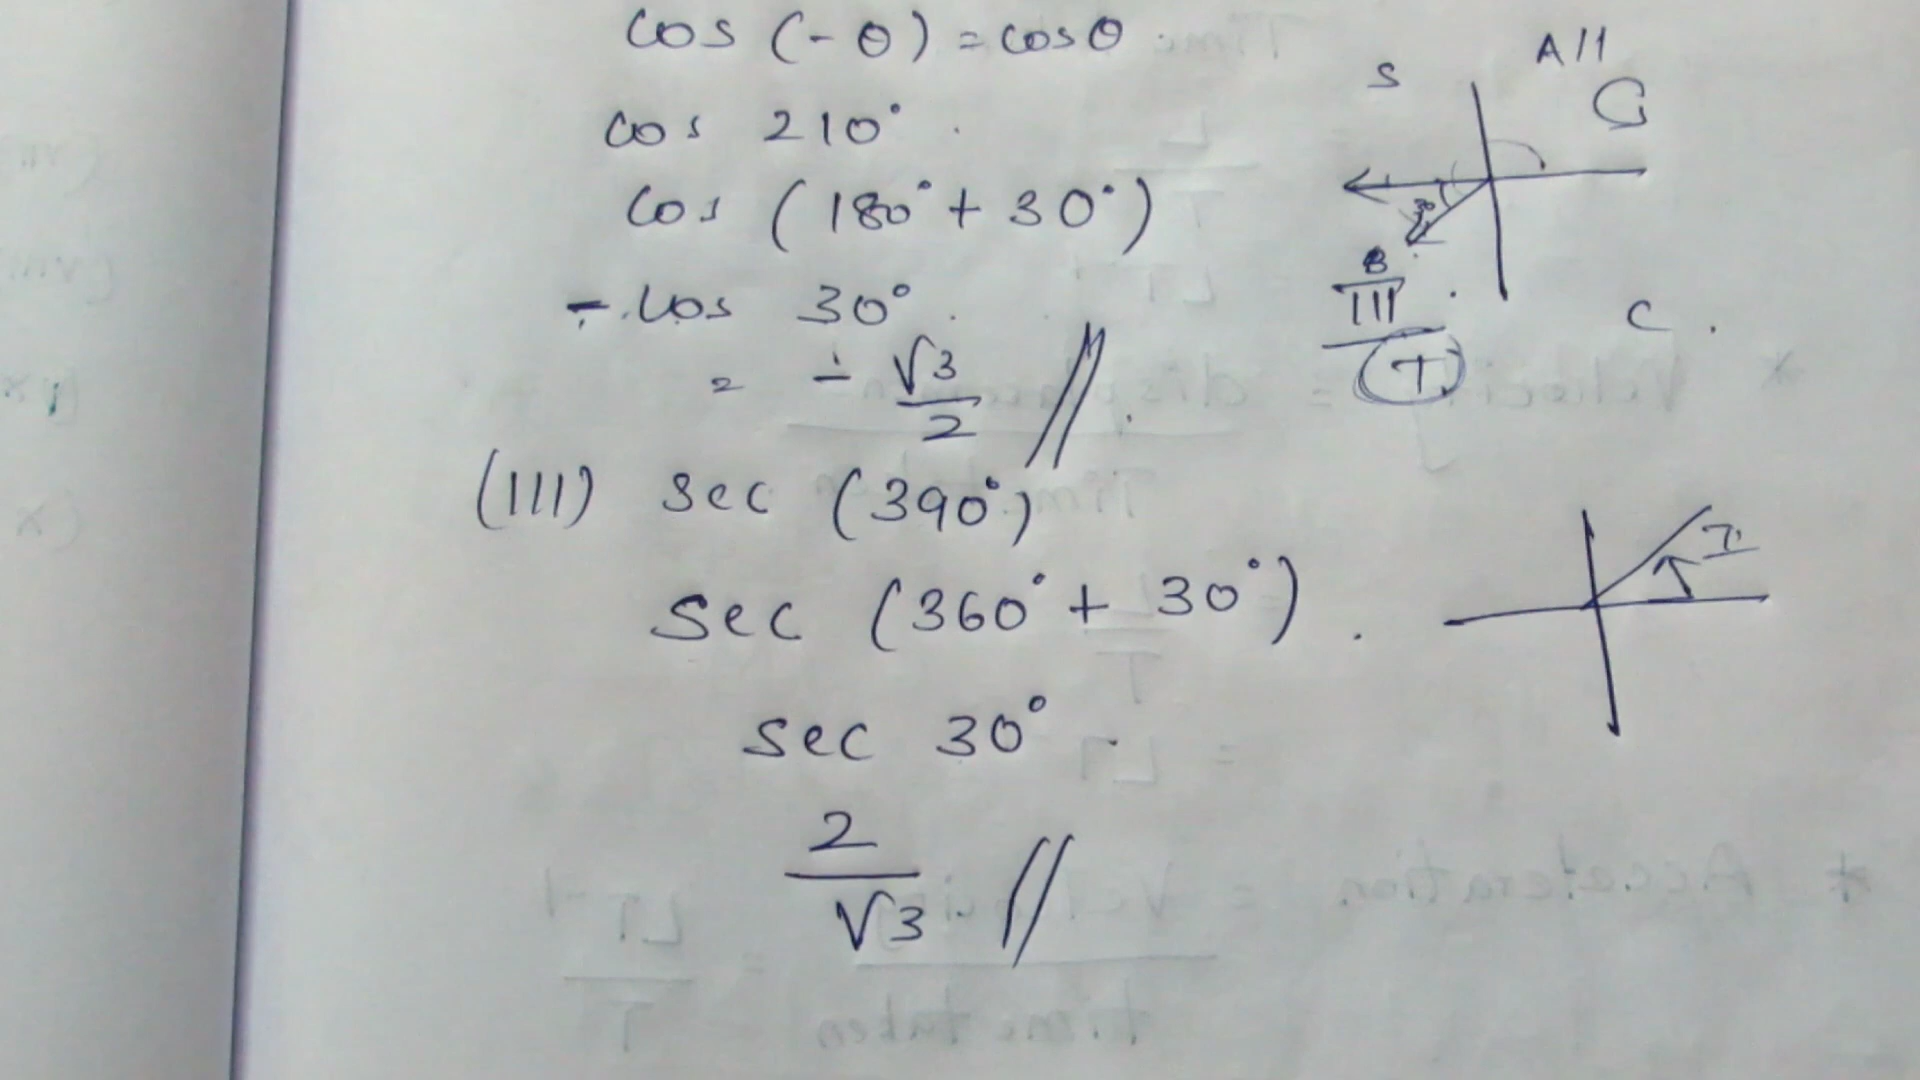 cos (-θ) = cosθ
S
All
cos 210°
cos (180° + 30°)
30°
- cos 30°
III
C
= - √3/2
T
(III) sec (390°)
I
sec (360° + 30°)
sec 30°
2/√3